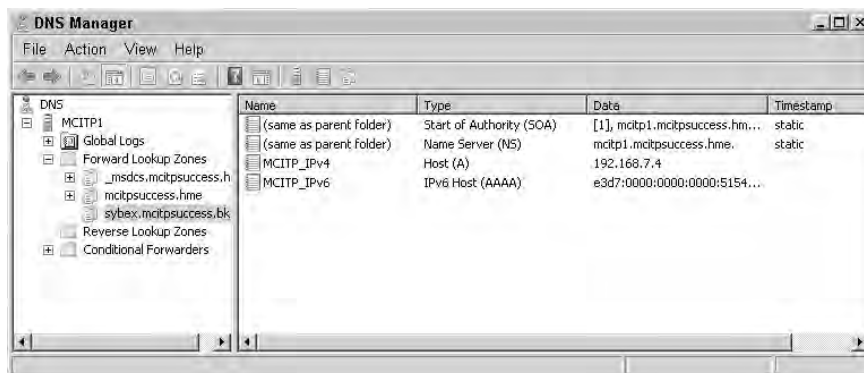 DNS Manager
File Action View Help
DNS
MCITP1
Global Logs
Forward Lookup Zones
_msdcs.mcitpsuccess.h
mcitpsuccess.hme
sybex.mcitpsuccess.bk
Reverse Lookup Zones
Conditional Forwarders
Name Type Data Timestamp
(same as parent folder) Start of Authority (SOA) [1], mcitp1.mcitpsuccess.hm... static
(same as parent folder) Name Server (NS) mcitp1.mcitpsuccess.hme. static
MCITP_IPv4 Host (A) 192.168.7.4
MCITP_IPv6 IPv6 Host (AAAA) e3d7:0000:0000:0000:5154...